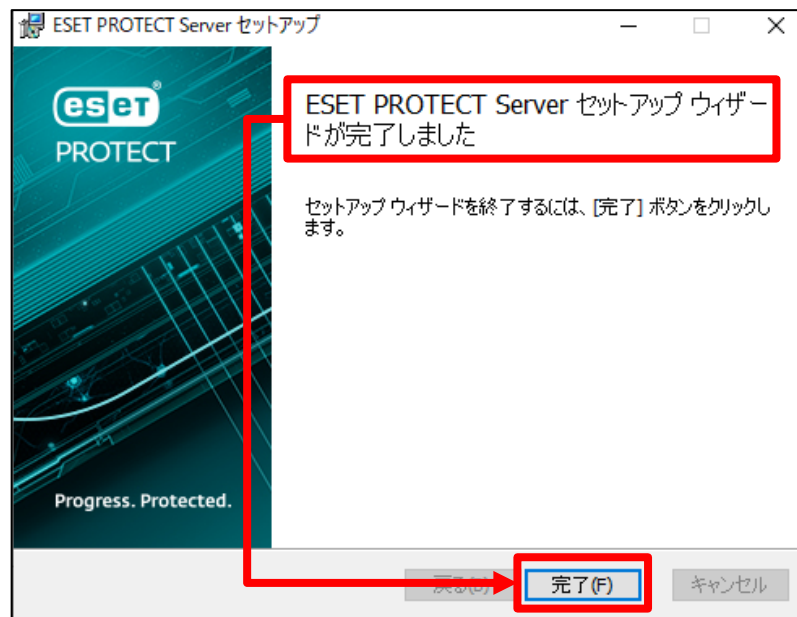 ESET PROTECT Server セットアップ
eset®
PROTECT
ESET PROTECT Server セットアップ ウィザー
ドが完了しました
セットアップ ウィザードを終了するには、[完了] ボタンをクリックし
ます。
Progress. Protected.
戻る(B)
完了(F)
キャンセル